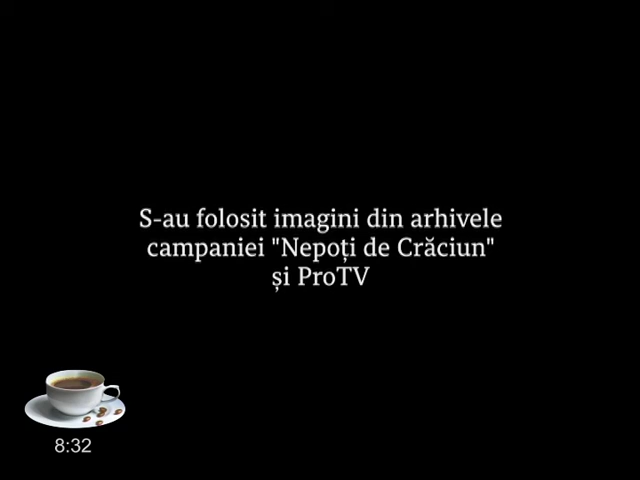 S-au folosit imagini din arhivele
campaniei "Nepoți de Crăciun"
și ProTV
8:32